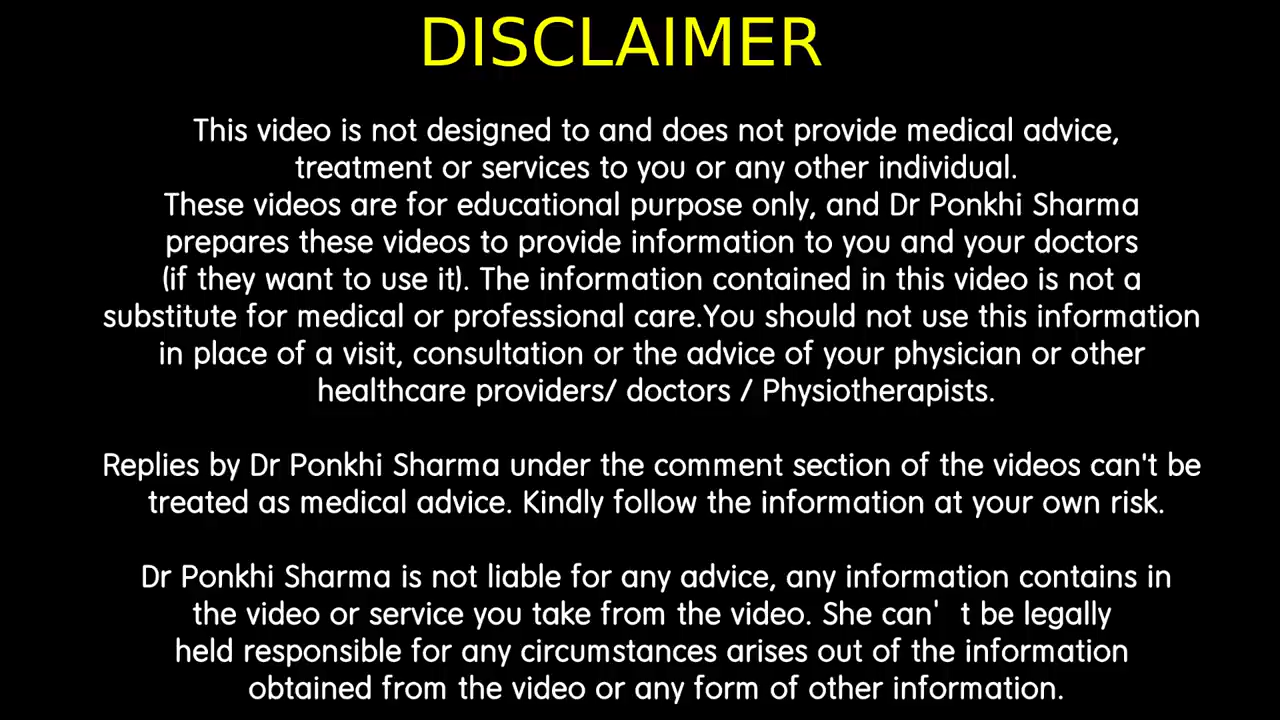 DISCLAIMER
This video is not designed to and does not provide medical advice,
treatment or services to you or any other individual.
These videos are for educational purpose only, and Dr Ponkhi Sharma
prepares these videos to provide information to you and your doctors
(if they want to use it). The information contained in this video is not a
substitute for medical or professional care.You should not use this information
in place of a visit, consultation or the advice of your physician or other
healthcare providers/ doctors / Physiotherapists.
Replies by Dr Ponkhi Sharma under the comment section of the videos can't be
treated as medical advice. Kindly follow the information at your own risk.
Dr Ponkhi Sharma is not liable for any advice, any information contains in
the video or service you take from the video. She can' t be legally
held responsible for any circumstances arises out of the information
obtained from the video or any form of other information.